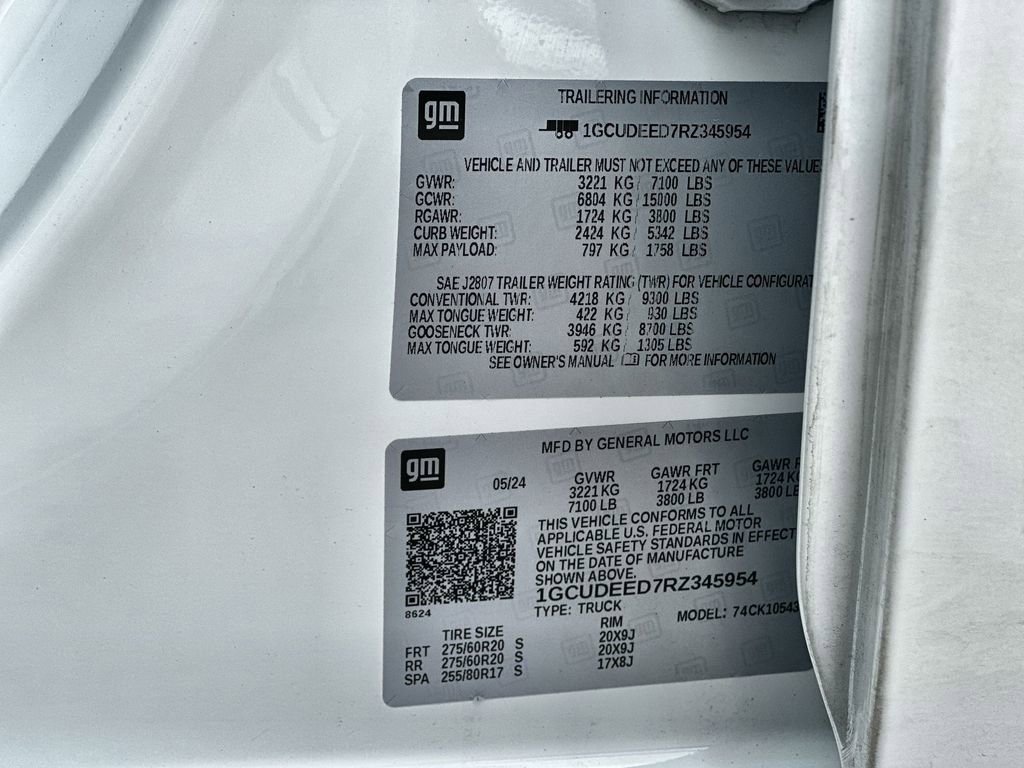 gm
TRAILERING INFORMATION
1GCUDEED7RZ345954
VEHICLE AND TRAILER MUST NOT EXCEED ANY OF THESE VALUE
GVWR: 3221 KG / 7100 LBS
GCWR: 6804 KG / 15000 LBS
RGAWR: 1724 KG / 3800 LBS
CURB WEIGHT: 2424 KG / 5342 LBS
MAX PAYLOAD: 797 KG / 1758 LBS
SAE J2807 TRAILER WEIGHT RATING (TWR) FOR VEHICLE CONFIGURAT
CONVENTIONAL TWR: 4218 KG / 9300 LBS
MAX TONGUE WEIGHT: 422 KG / 930 LBS
GOOSENECK TWR: 3946 KG / 8700 LBS
MAX TONGUE WEIGHT: 592 KG / 1305 LBS
SEE OWNER'S MANUAL FOR MORE INFORMATION
gm
MFD BY GENERAL MOTORS LLC
05/24 GVWR GAWR FRT GAWR
3221 KG 1724 KG 1724 KG
7100 LB 3800 LB 3800 LB
THIS VEHICLE CONFORMS TO ALL
APPLICABLE U.S. FEDERAL MOTOR
VEHICLE SAFETY STANDARDS IN EFFECT
ON THE DATE OF MANUFACTURE
SHOWN ABOVE.
1GCUDEED7RZ345954
8624
TYPE: TRUCK MODEL: 74CK10543
TIRE SIZE RIM
FRT 275/60R20 S 20X9J
RR 275/60R20 S 20X9J
SPA 255/80R17 S 17X8J